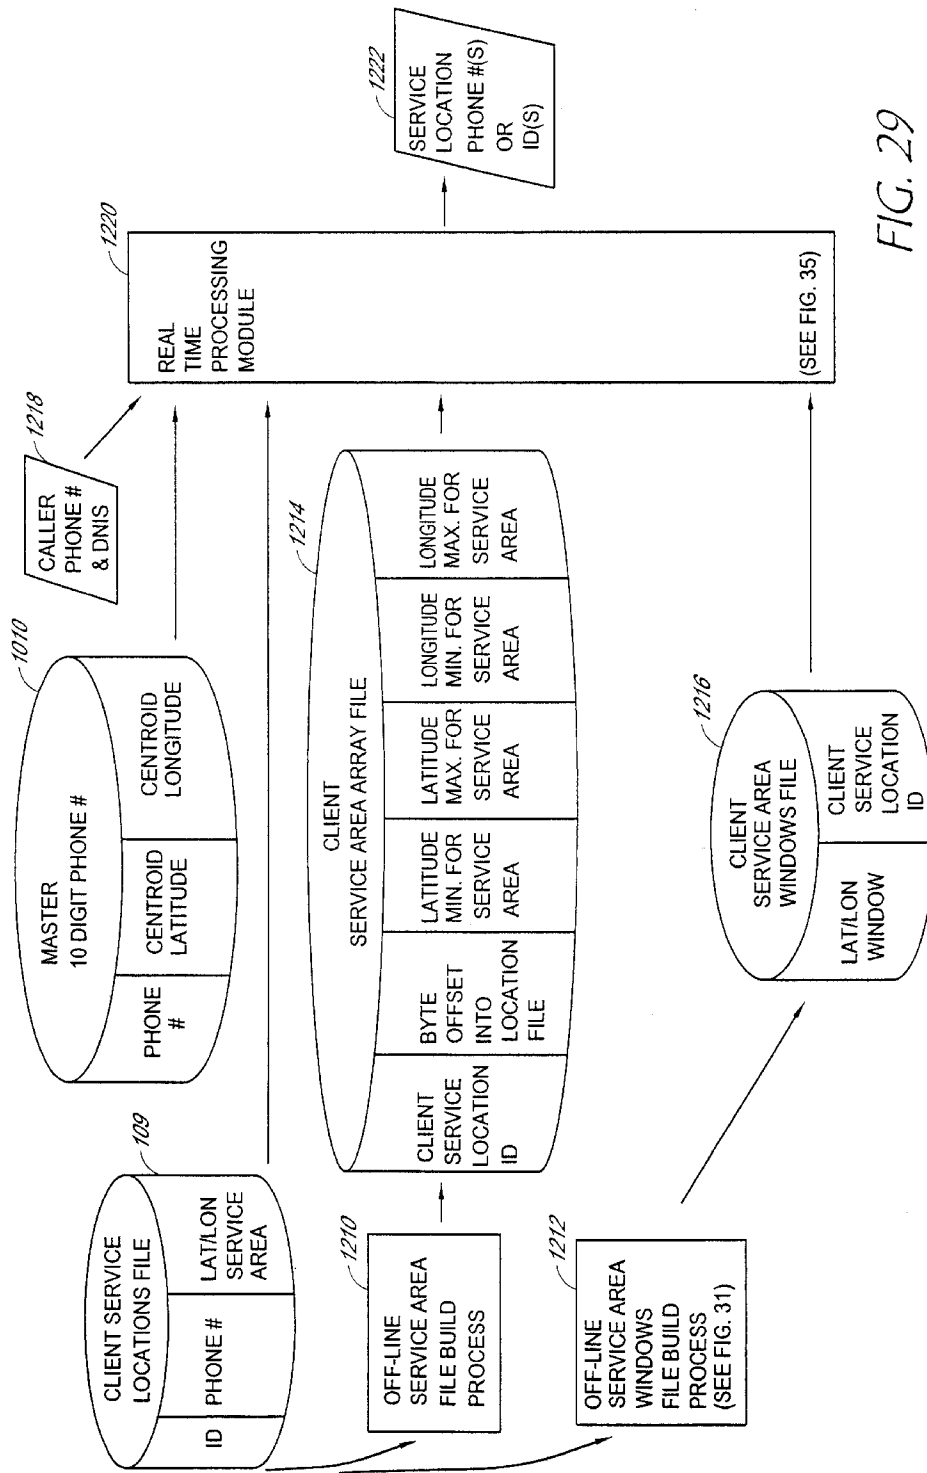 CLIENT SERVICE
LOCATIONS FILE
109
ID
PHONE #
LAT/LON
SERVICE
AREA
MASTER
10 DIGIT PHONE #
1010
PHONE
#
CENTROID
LATITUDE
CENTROID
LONGITUDE
CALLER
PHONE #
& DNIS
1218
OFF-LINE
SERVICE AREA
FILE BUILD
PROCESS
1210
CLIENT
SERVICE AREA ARRAY FILE
1214
CLIENT
SERVICE
LOCATION
ID
BYTE
OFFSET
INTO
LOCATION
FILE
LATITUDE
MIN. FOR
SERVICE
AREA
LATITUDE
MAX. FOR
SERVICE
AREA
LONGITUDE
MIN. FOR
SERVICE
AREA
LONGITUDE
MAX. FOR
SERVICE
AREA
OFF-LINE
SERVICE AREA
WINDOWS
FILE BUILD
PROCESS
(SEE FIG. 31)
1212
CLIENT
SERVICE AREA
WINDOWS FILE
1216
LAT/LON
WINDOW
CLIENT
SERVICE
LOCATION
ID
REAL
TIME
PROCESSING
MODULE
1220
(SEE FIG. 35)
SERVICE
LOCATION
PHONE #(S)
OR
ID(S)
1222
FIG. 29